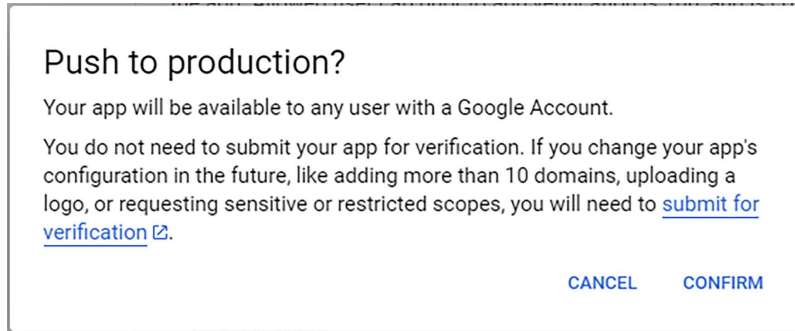 Push to production?
Your app will be available to any user with a Google Account.
You do not need to submit your app for verification. If you change your app's
configuration in the future, like adding more than 10 domains, uploading a
logo, or requesting sensitive or restricted scopes, you will need to submit for
verification.
CANCEL CONFIRM